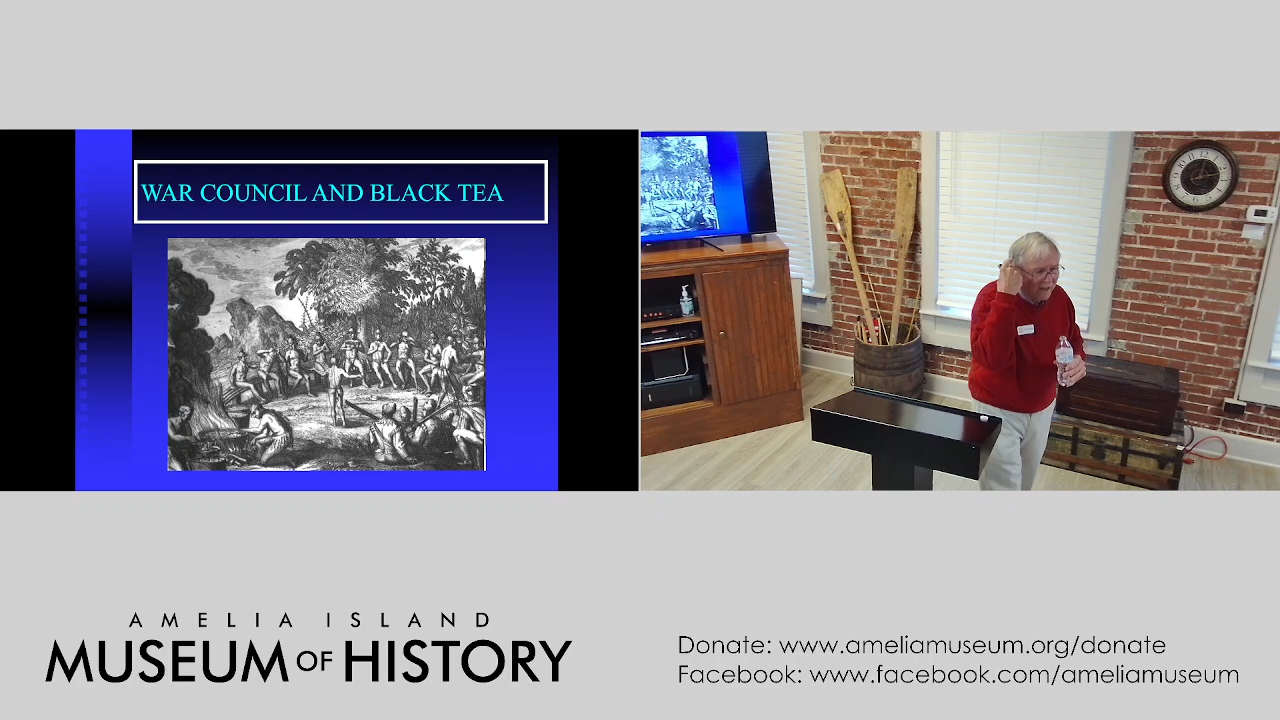 WAR COUNCIL AND BLACK TEA
AMELIA ISLAND
MUSEUM OF HISTORY
Donate: www.ameliamuseum.org/donate
Facebook: www.facebook.com/ameliamuseum